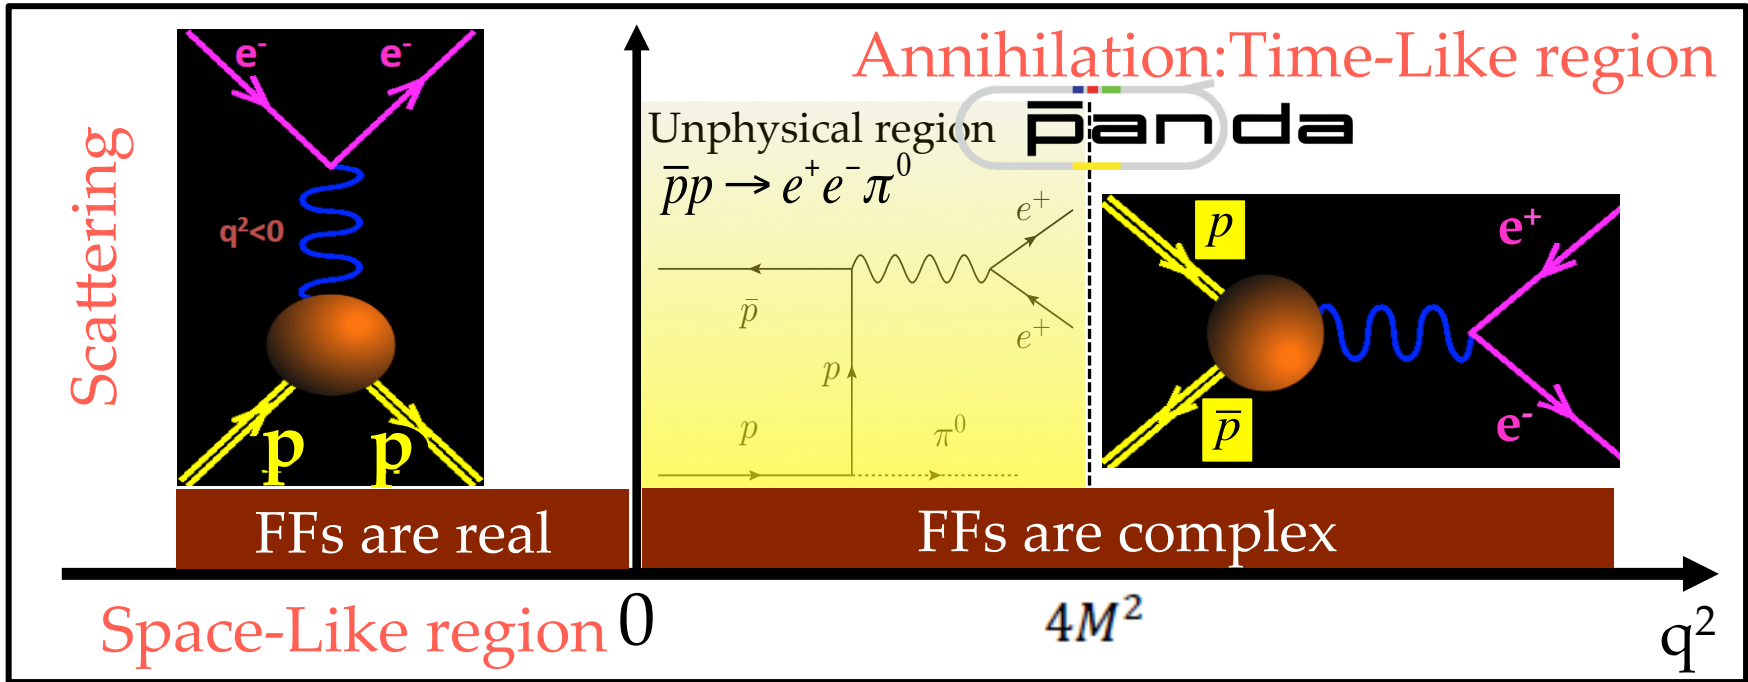 Annihilation:Time-Like region
Scattering
e⁻ e⁻
q²<0
p p
Unphysical region
p̄anda
p̄p → e⁺e⁻π⁰
e⁺
p̄
e⁺
p
p
π⁰
p
e⁺
p̄
e⁻
FFs are real
FFs are complex
Space-Like region
0
4M²
q²